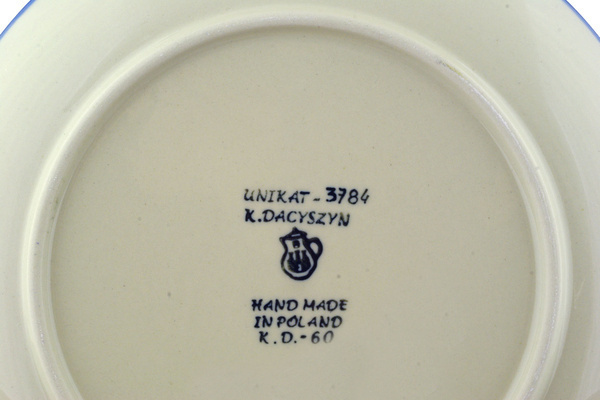 UNIKAT - 3784
K. DACYSZYN
HAND MADE
IN POLAND
K. D. - 60